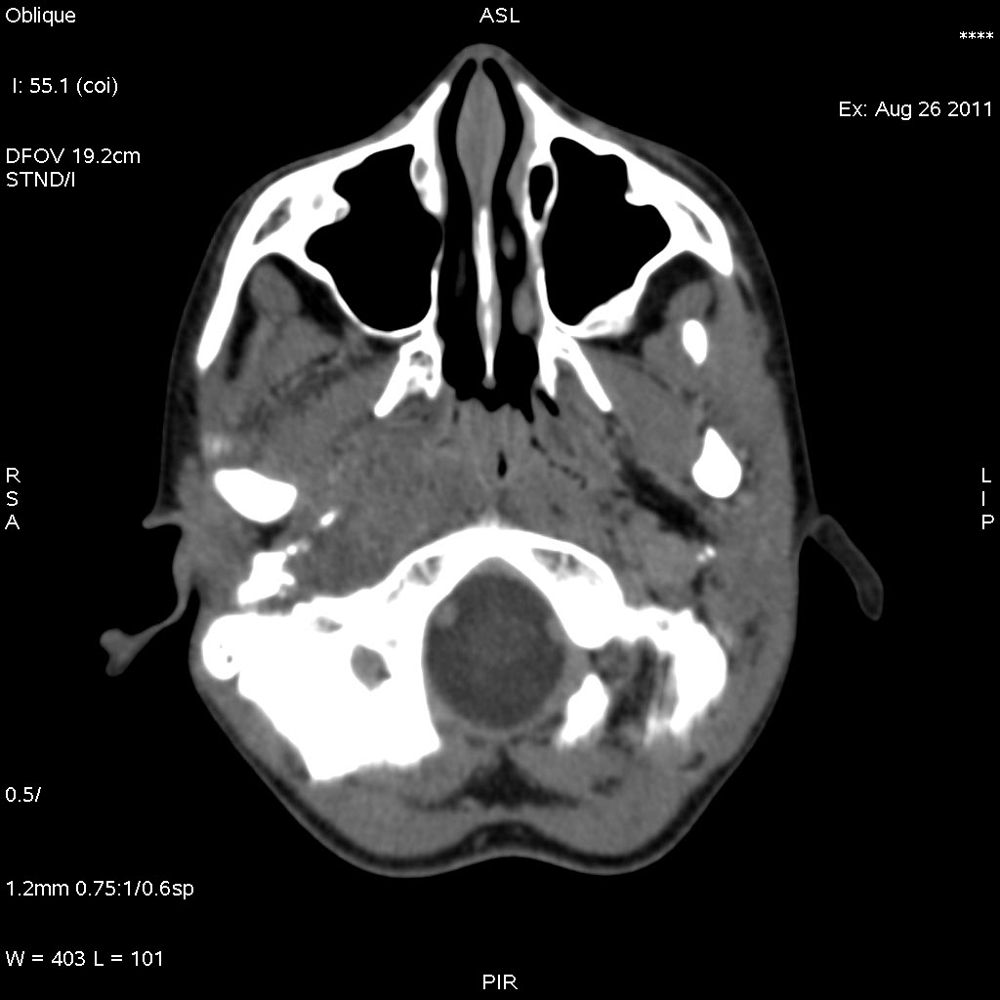 Oblique
ASL
****
I: 55.1 (coi)
Ex: Aug 26 2011
DFOV 19.2cm
STND/I
R
S
A
L
I
P
0.5/
1.2mm 0.75:1/0.6sp
W = 403 L = 101
PIR